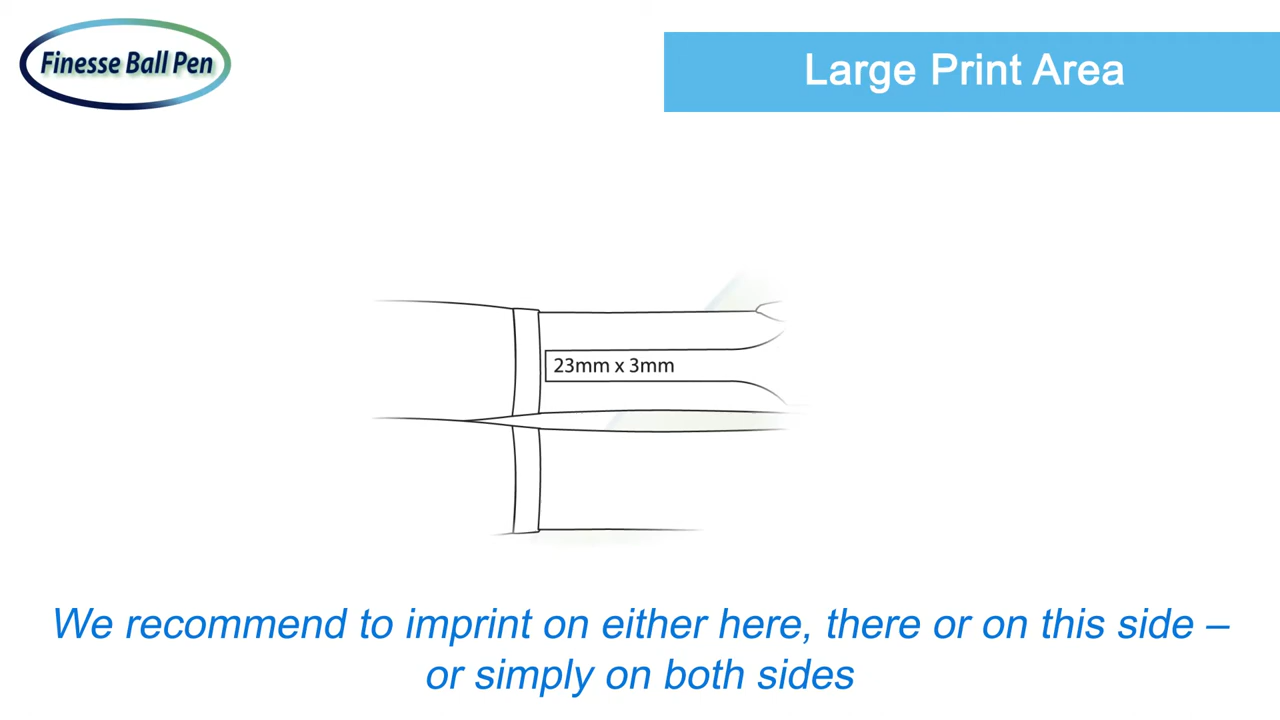 Finesse Ball Pen
Large Print Area
23mm x 3mm
We recommend to imprint on either here, there or on this side –
or simply on both sides